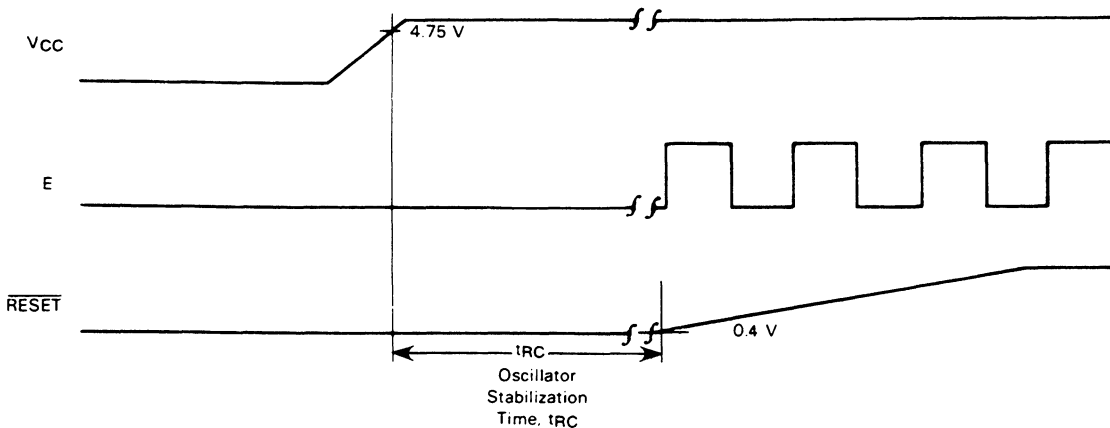 VCC
4.75 V
E
RESET
0.4 V
tRC
Oscillator
Stabilization
Time, tRC